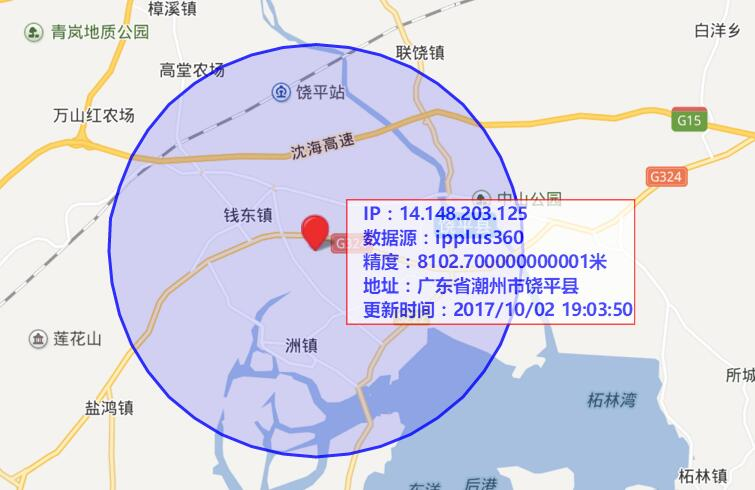 樟溪镇
青岚地质公园
白洋乡
联饶镇
高堂农场
饶平站
万山红农场
G15
沈海高速
G324
中山公园
钱东镇
饶平县
G324
IP：14.148.203.125
数据源：ipplus360
精度：8102.700000000001米
地址：广东省潮州市饶平县
更新时间：2017/10/02 19:03:50
莲花山
洲镇
所城
柘林湾
盐鸿镇
柘林镇
东洋
后港